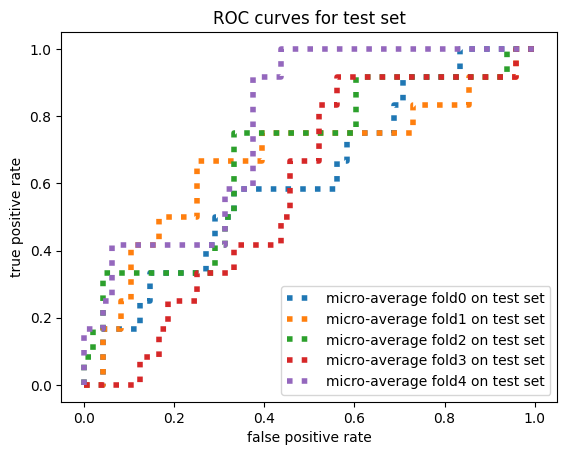 ROC curves for test set
1.0
0.8
0.6
0.4
0.2
0.0
true positive rate
micro-average fold0 on test set
micro-average fold1 on test set
micro-average fold2 on test set
micro-average fold3 on test set
micro-average fold4 on test set
0.0 0.2 0.4 0.6 0.8 1.0
false positive rate